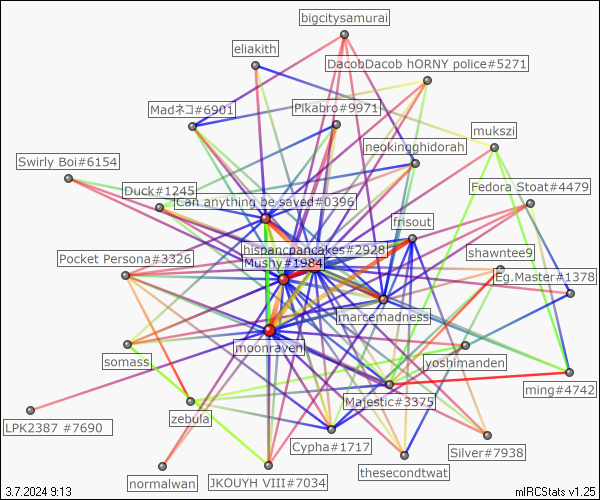 bigcitysamurai
eliakith
DacobDacob hORNY police#5271
Madネコ#6901
Pikabro#9971
mukszi
neokingghidorah
Swirly Boi#6154
Duck#1245
Fedora Stoat#4479
Can anything be saved#0396
frisout
hispancpancakes#2928
shawntee9
Pocket Persona#3326
Mushy#1984
Eg.Master#1378
marcemadness
moonraven
somass
yoshimanden
ming#4742
Majestic#3375
LPK2387 #7690
zebula
Cypha#1717
Silver#7938
normalwan
JKOUYH VIII#7034
thesecondtwat
3.7.2024 9:13
mIRCStats v1.25